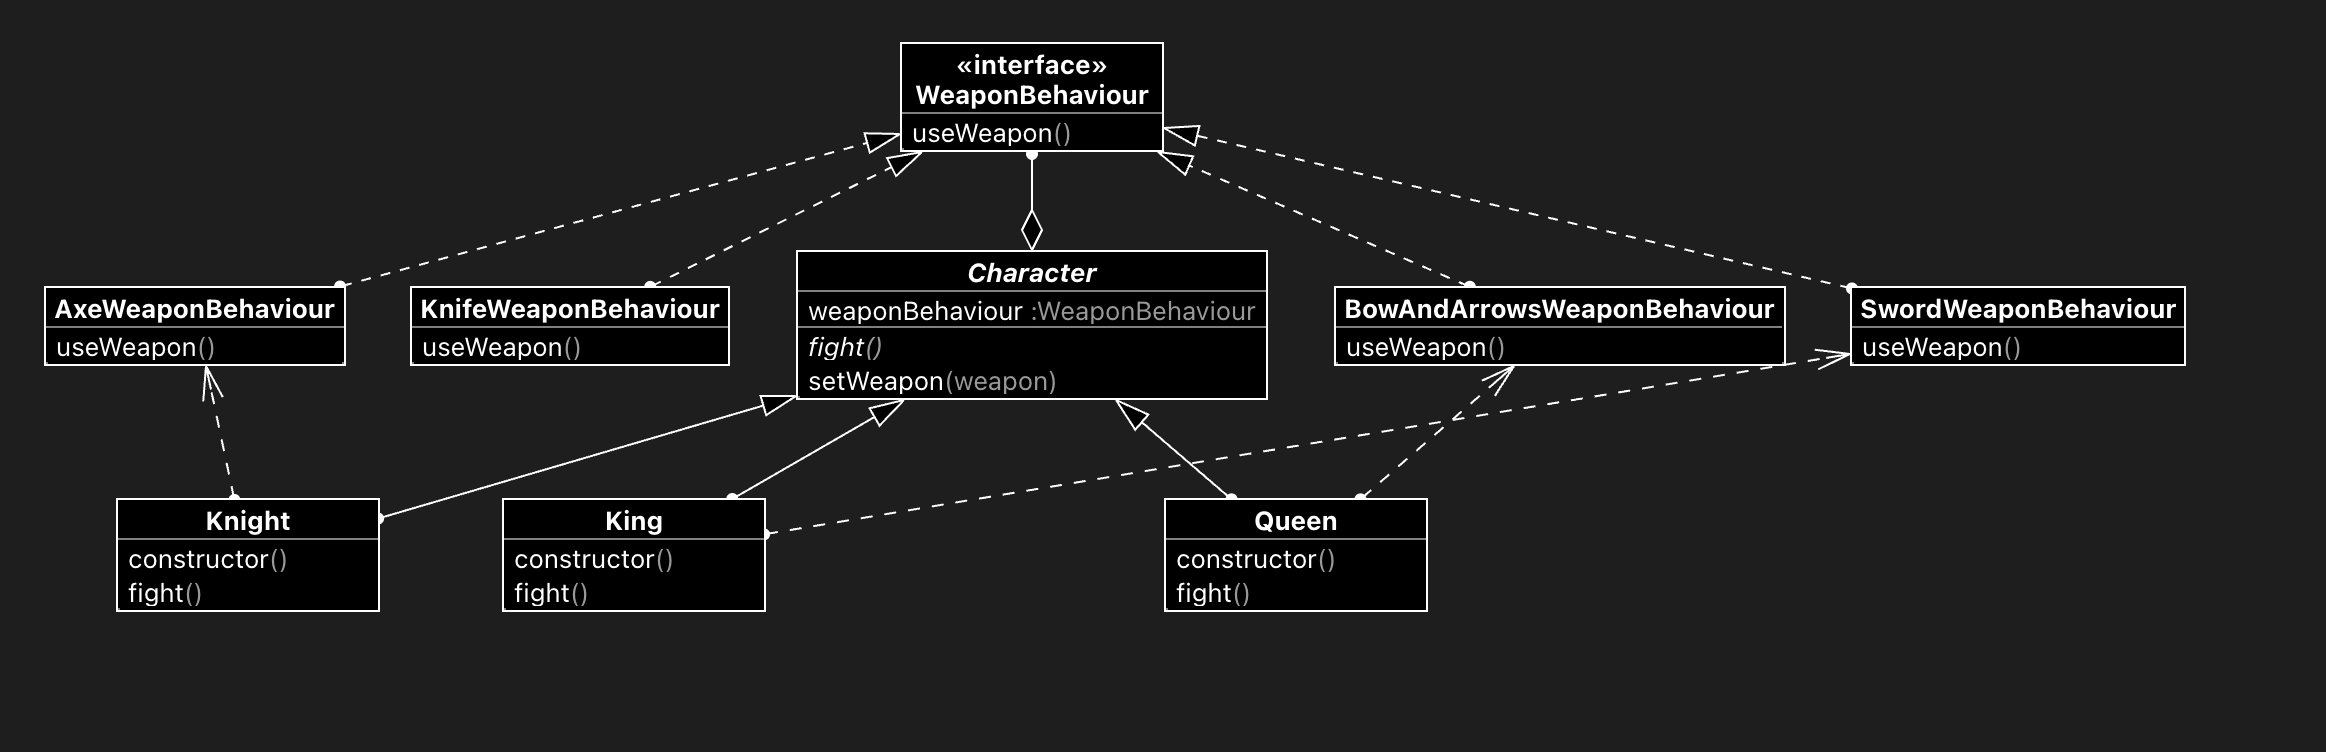 «interface»
WeaponBehaviour
useWeapon()
AxeWeaponBehaviour
useWeapon()
KnifeWeaponBehaviour
useWeapon()
Character
weaponBehaviour :WeaponBehaviour
fight()
setWeapon(weapon)
BowAndArrowsWeaponBehaviour
useWeapon()
SwordWeaponBehaviour
useWeapon()
Knight
constructor()
fight()
King
constructor()
fight()
Queen
constructor()
fight()